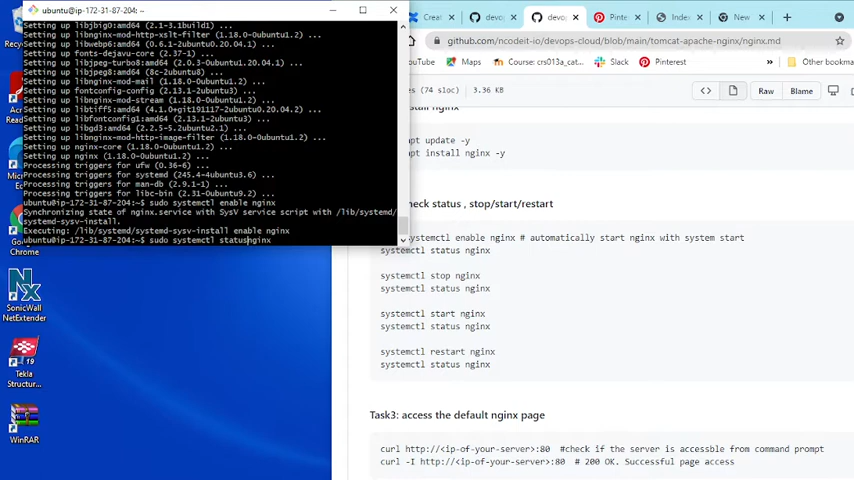 ubuntu@ip-172-31-87-204: ~
Setting up libjbig0:amd64 (2.1-3.1build1) ...
Setting up libnginx-mod-http-xslt-filter (1.18.0-0ubuntu1.2) ...
Setting up libwebp6:amd64 (0.6.1-2ubuntu0.20.04.1) ...
Setting up fonts-dejavu-core (2.37-1) ...
Setting up libjpeg-turbo8:amd64 (2.0.3-0ubuntu1.20.04.1) ...
Setting up libjpeg8:amd64 (8c-2ubuntu8) ...
Setting up libnginx-mod-mail (1.18.0-0ubuntu1.2) ...
Setting up fontconfig-config (2.13.1-2ubuntu3) ...
Setting up libnginx-mod-stream (1.18.0-0ubuntu1.2) ...
Setting up libtiff5:amd64 (4.1.0+git191117-2ubuntu0.20.04.2) ...
Setting up libfontconfig1:amd64 (2.13.1-2ubuntu3) ...
Setting up libgd3:amd64 (2.2.5-5.2ubuntu2.1) ...
Setting up libnginx-mod-http-image-filter (1.18.0-0ubuntu1.2) ...
Setting up nginx-core (1.18.0-0ubuntu1.2) ...
Setting up nginx (1.18.0-0ubuntu1.2) ...
Processing triggers for ufw (0.36-6) ...
Processing triggers for systemd (245.4-4ubuntu3.6) ...
Processing triggers for man-db (2.9.1-1) ...
Processing triggers for libc-bin (2.31-0ubuntu9.2) ...
ubuntu@ip-172-31-87-204:~$ sudo systemctl enable nginx
Synchronizing state of nginx.service with SysV service script with /lib/systemd/
systemd-sysv-install.
Executing: /lib/systemd/systemd-sysv-install enable nginx
ubuntu@ip-172-31-87-204:~$ sudo systemctl statusnginx
Google
Chrome
SonicWall
NetExtender
Tekla
Structur...
WinRAR
Creat
devo
devo
Pinte
Index
New
github.com/ncodeit-io/devops-cloud/blob/main/tomcat-apache-nginx/nginx.md
YouTube
Maps
Course: crs013a_cat...
Slack
Pinterest
»
Other bookmar
es (74 sloc)
3.36 KB
Raw
Blame
pt update -y
pt install nginx -y
heck status , stop/start/restart
systemctl enable nginx # automatically start nginx with system start
systemctl status nginx
systemctl stop nginx
systemctl status nginx
systemctl start nginx
systemctl status nginx
systemctl restart nginx
systemctl status nginx
Task3: access the default nginx page
curl http://<ip-of-your-server>:80 #check if the server is accessble from command prompt
curl -I http://<ip-of-your-server>:80 # 200 OK. Successful page access